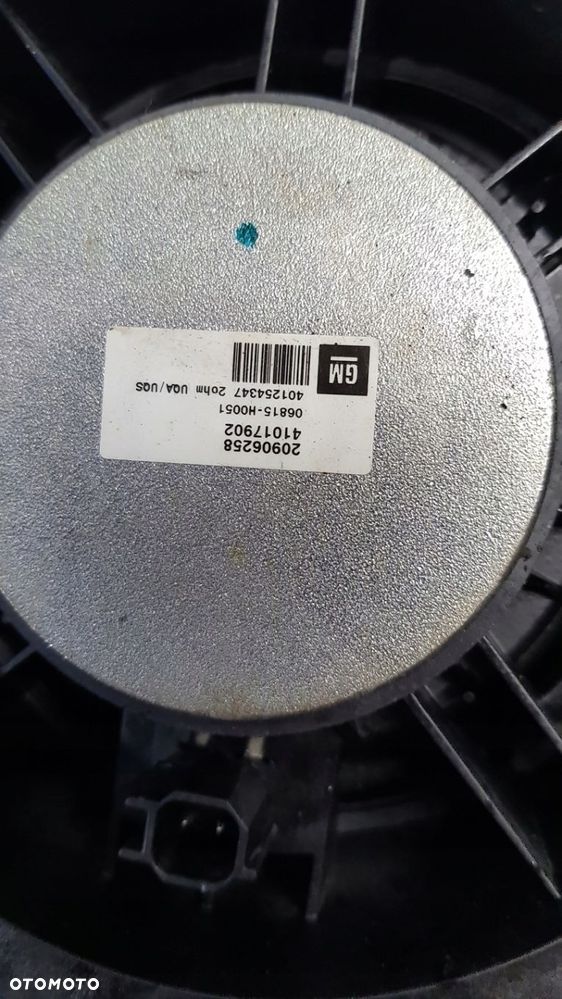 20906258
41017902
06815-H0051
401254347 2ohm UQA/UQS
GM
OTOMOTO